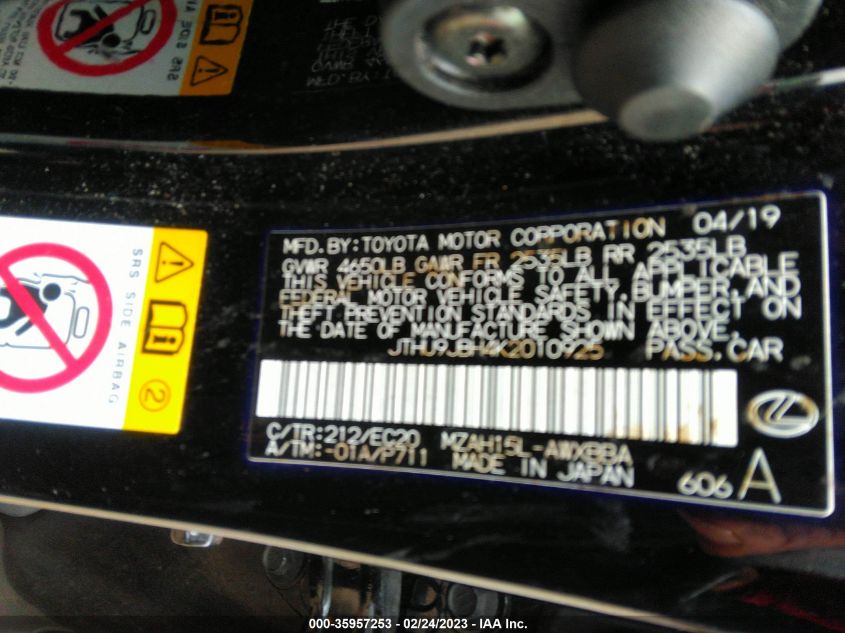 MFD. BY: TOYOTA MOTOR CORPORATION 04/19
GVWR 4650LB GAWR FR 2535LB RR 2535LB
THIS VEHICLE CONFORMS TO ALL APPLICABLE
FEDERAL MOTOR VEHICLE SAFETY, BUMPER, AND
THEFT PREVENTION STANDARDS IN EFFECT ON
THE DATE OF MANUFACTURE SHOWN ABOVE.
JTHU9JBH4K2010925 PASS. CAR
C/TR: 212/EC20 MZAH15L-AWXBBA
A/TM: -01A/P711 MADE IN JAPAN
606 A
SRS SIDE AIRBAG
2
000-35957253 - 02/24/2023 - IAA Inc.